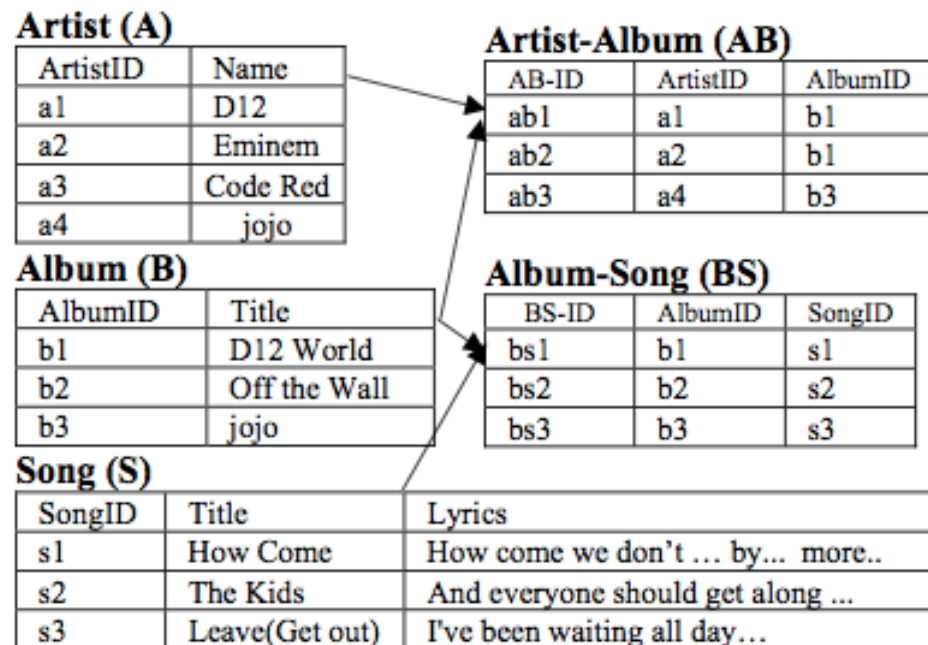 Artist (A)
ArtistID Name
a1 D12
a2 Eminem
a3 Code Red
a4 jojo
Artist-Album (AB)
AB-ID ArtistID AlbumID
ab1 a1 b1
ab2 a2 b1
ab3 a4 b3
Album (B)
AlbumID Title
b1 D12 World
b2 Off the Wall
b3 jojo
Album-Song (BS)
BS-ID AlbumID SongID
bs1 b1 s1
bs2 b2 s2
bs3 b3 s3
Song (S)
SongID Title Lyrics
s1 How Come How come we don’t … by... more..
s2 The Kids And everyone should get along ...
s3 Leave(Get out) I've been waiting all day…